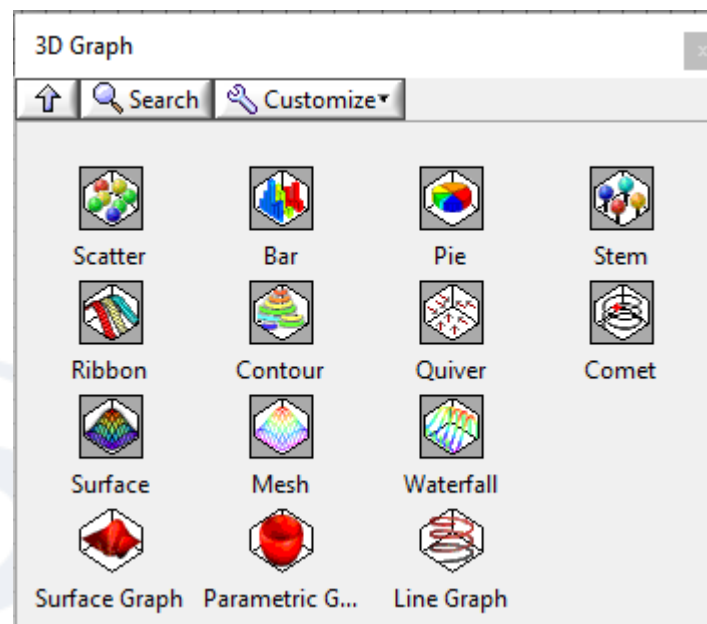 3D Graph
Search Customize
Scatter Bar Pie Stem
Ribbon Contour Quiver Comet
Surface Mesh Waterfall
Surface Graph Parametric G... Line Graph